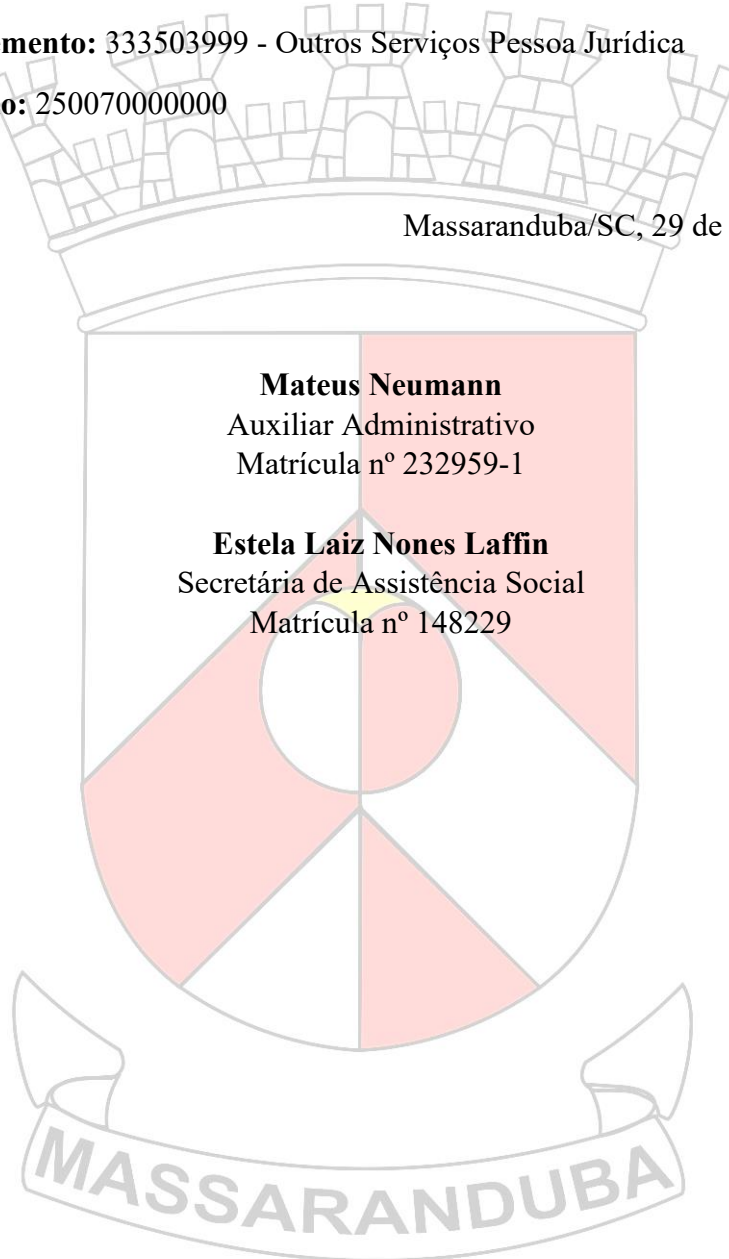 emento: 333503999 - Outros Serviços Pessoa Jurídica
o: 250070000000
Massaranduba/SC, 29 de
Mateus Neumann
Auxiliar Administrativo
Matrícula nº 232959-1
Estela Laiz Nones Laffin
Secretária de Assistência Social
Matrícula nº 148229
MASSARANDUBA